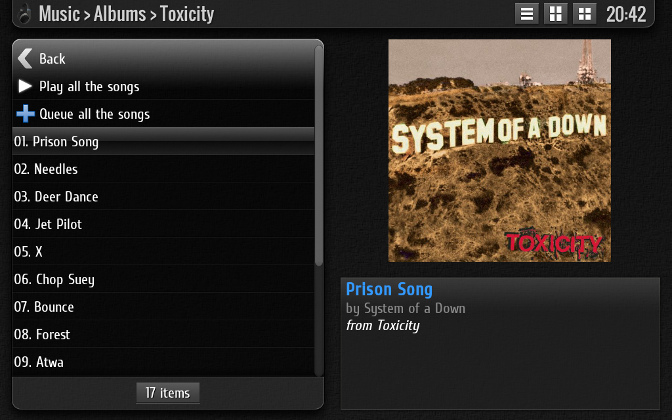 Music > Albums > Toxicity
20:42
Back
Play all the songs
Queue all the songs
01. Prison Song
02. Needles
03. Deer Dance
04. Jet Pilot
05. X
06. Chop Suey
07. Bounce
08. Forest
09. Atwa
17 items
SYSTEM OF A DOWN
TOXICITY
Prison Song
by System of a Down
from Toxicity